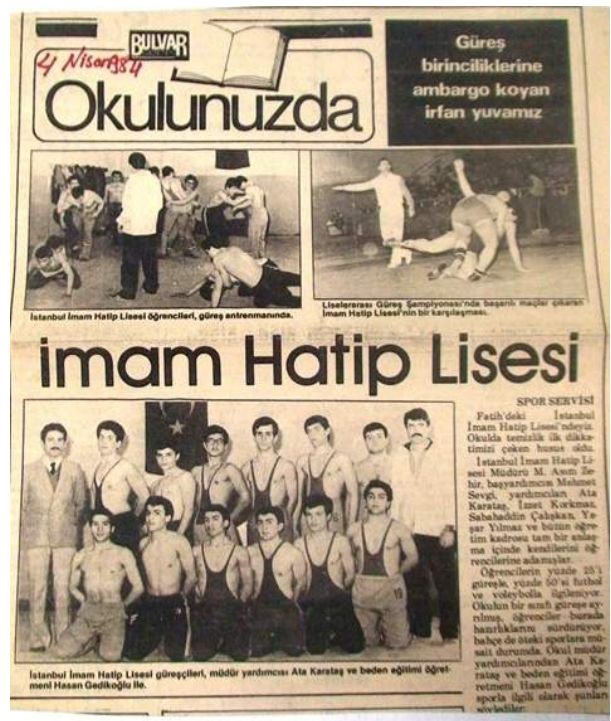 BULVAR
4 Nisan 984
Okulunuzda
Güreş
birinciliklerine
ambargo koyan
irfan yuvamız
İstanbul İmam Hatip Lisesi öğrencileri, güreş antrenmanında.
Liselerarası Güreş Şampiyonası'nda başarılı maçlar çıkaran
İmam Hatip Lisesi'nin bir karşılaşması.
imam Hatip Lisesi
SPOR SERVİSİ
Fatih'deki İstanbul
İmam Hatip Lisesi'ndeyiz.
Okulda temizlik ilk dikka-
timizi çeken husus oldu.
İstanbul İmam Hatip Li-
sesi Müdürü M. Asım Ze-
hir, başyardımcısı Mehmet
Sevgi, yardımcıları Ata
Karataş, İzzet Korkmaz,
Sabahaddin Çalışkan, Ye-
şar Yılmaz ve bütün öğre-
tim kadrosu tam bir anlaş-
ma içinde kendilerini öğ-
rencilerine adamışlar.
Öğrencilerin yüzde 25'i
güreşle, yüzde 50'si futbol
ve voleybolla ilgileniyor.
Okulun bir sınıfı güreşe ay-
rılmış, öğrenciler burada
hazırlıklarını sürdürüyor,
bahçe de öteki sporlara mü-
sait durumda. Okul müdür
yardımcılarından Ata Ka-
rataş ve beden eğitimi öğ-
retmeni Hasan Gedikoğlu
sporla ilgili olarak şunları
söylediler:
İstanbul İmam Hatip Lisesi güreşçileri, müdür yardımcısı Ata Karataş ve beden eğitimi öğret-
meni Hasan Gedikoğlu ile.